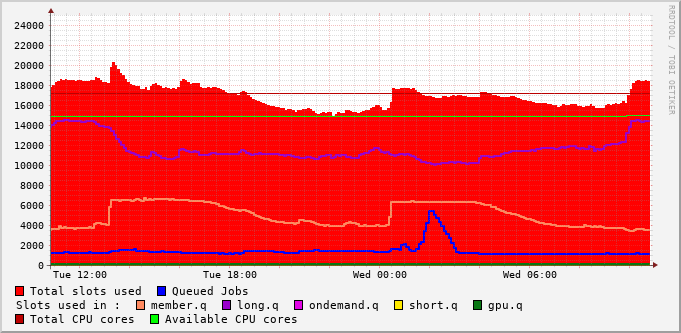 24000
22000
20000
18000
16000
14000
12000
10000
8000
6000
4000
2000
0
Tue 12:00 Tue 18:00 Wed 00:00 Wed 06:00
RRDTOOL / TOBI OETIKER
Total slots used Queued Jobs
Slots used in : member.q long.q ondemand.q short.q gpu.q
Total CPU cores Available CPU cores